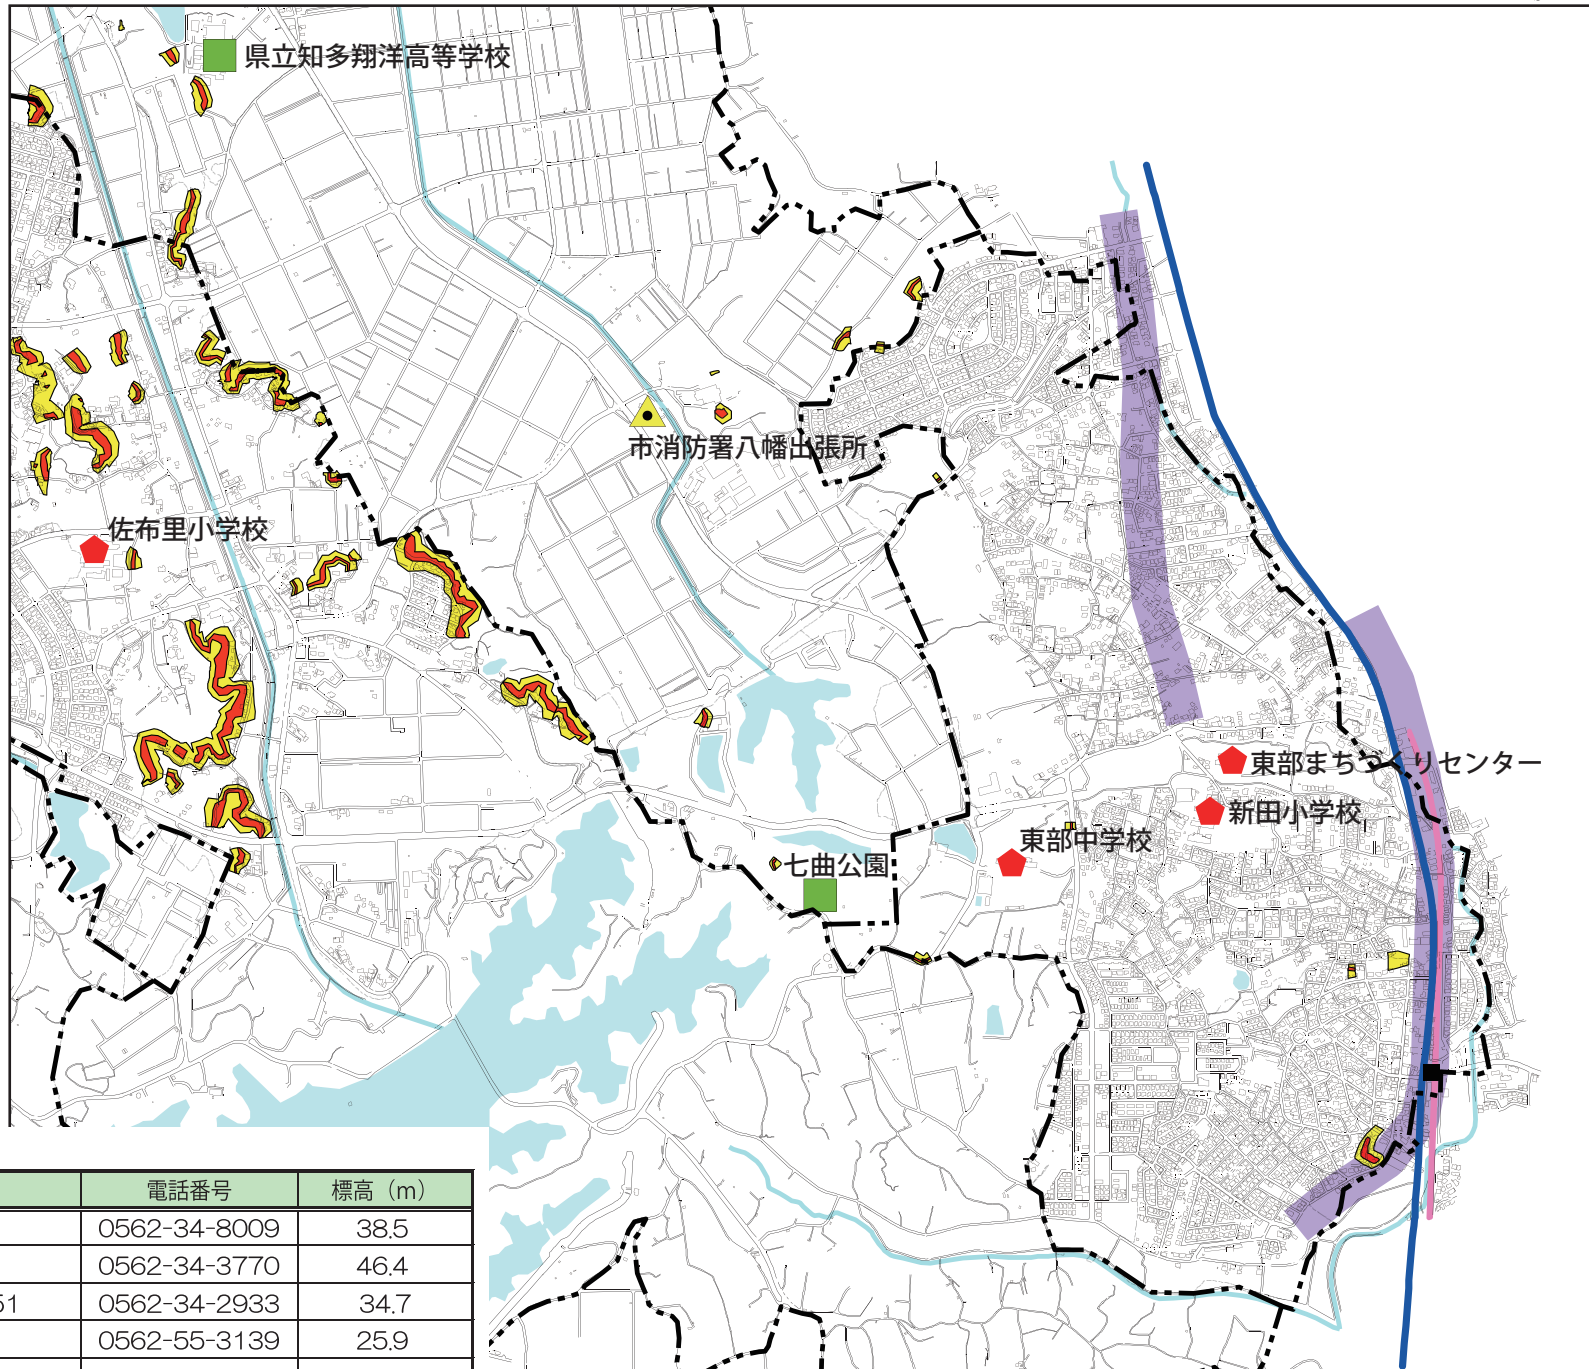 県立知多翔洋高等学校
市消防署八幡出張所
佐布里小学校
東部まちづくりセンター
新田小学校
東部中学校
七曲公園
電話番号 標高（m）
0562-34-8009 38.5
0562-34-3770 46.4
51 0562-34-2933 34.7
0562-55-3139 25.9